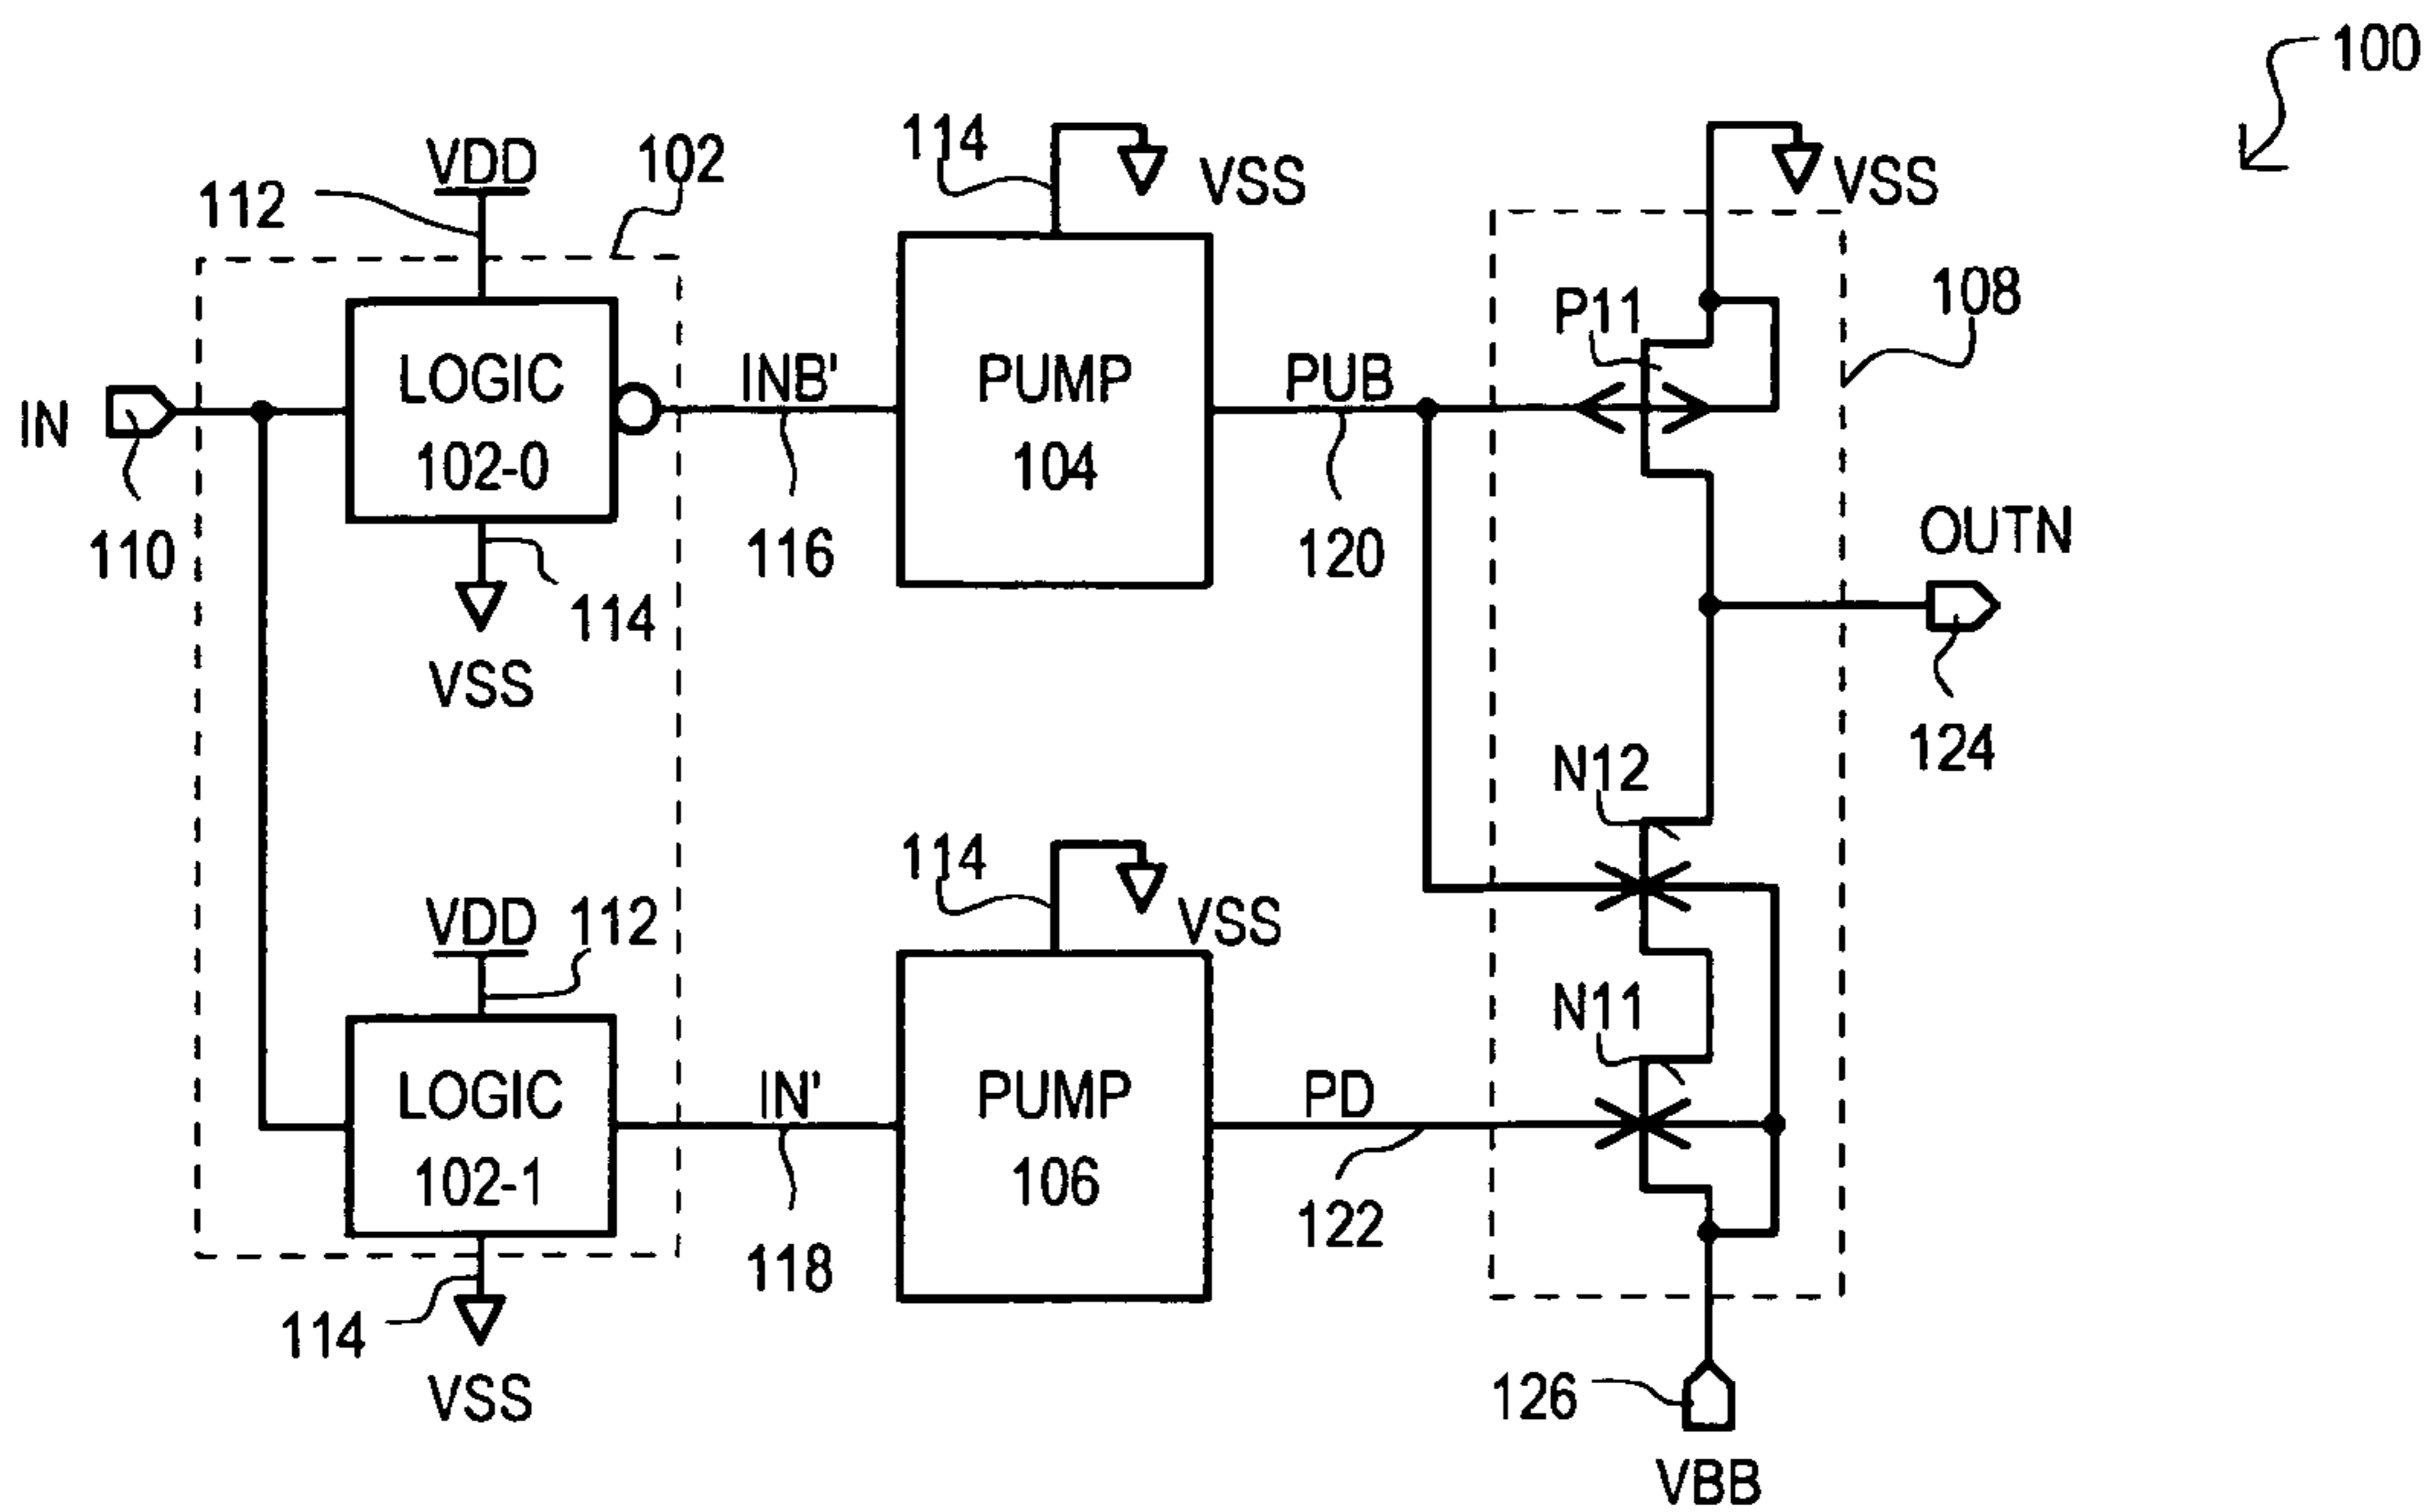 100
VDD
102
114
VSS
VSS
112
P11
108
LOGIC
102-0
INB'
PUMP
104
PUB
IN
110
116
120
OUTN
114
VSS
124
N12
114
VSS
VDD
112
N11
LOGIC
102-1
IN'
PUMP
106
PD
118
122
114
VSS
126
VBB